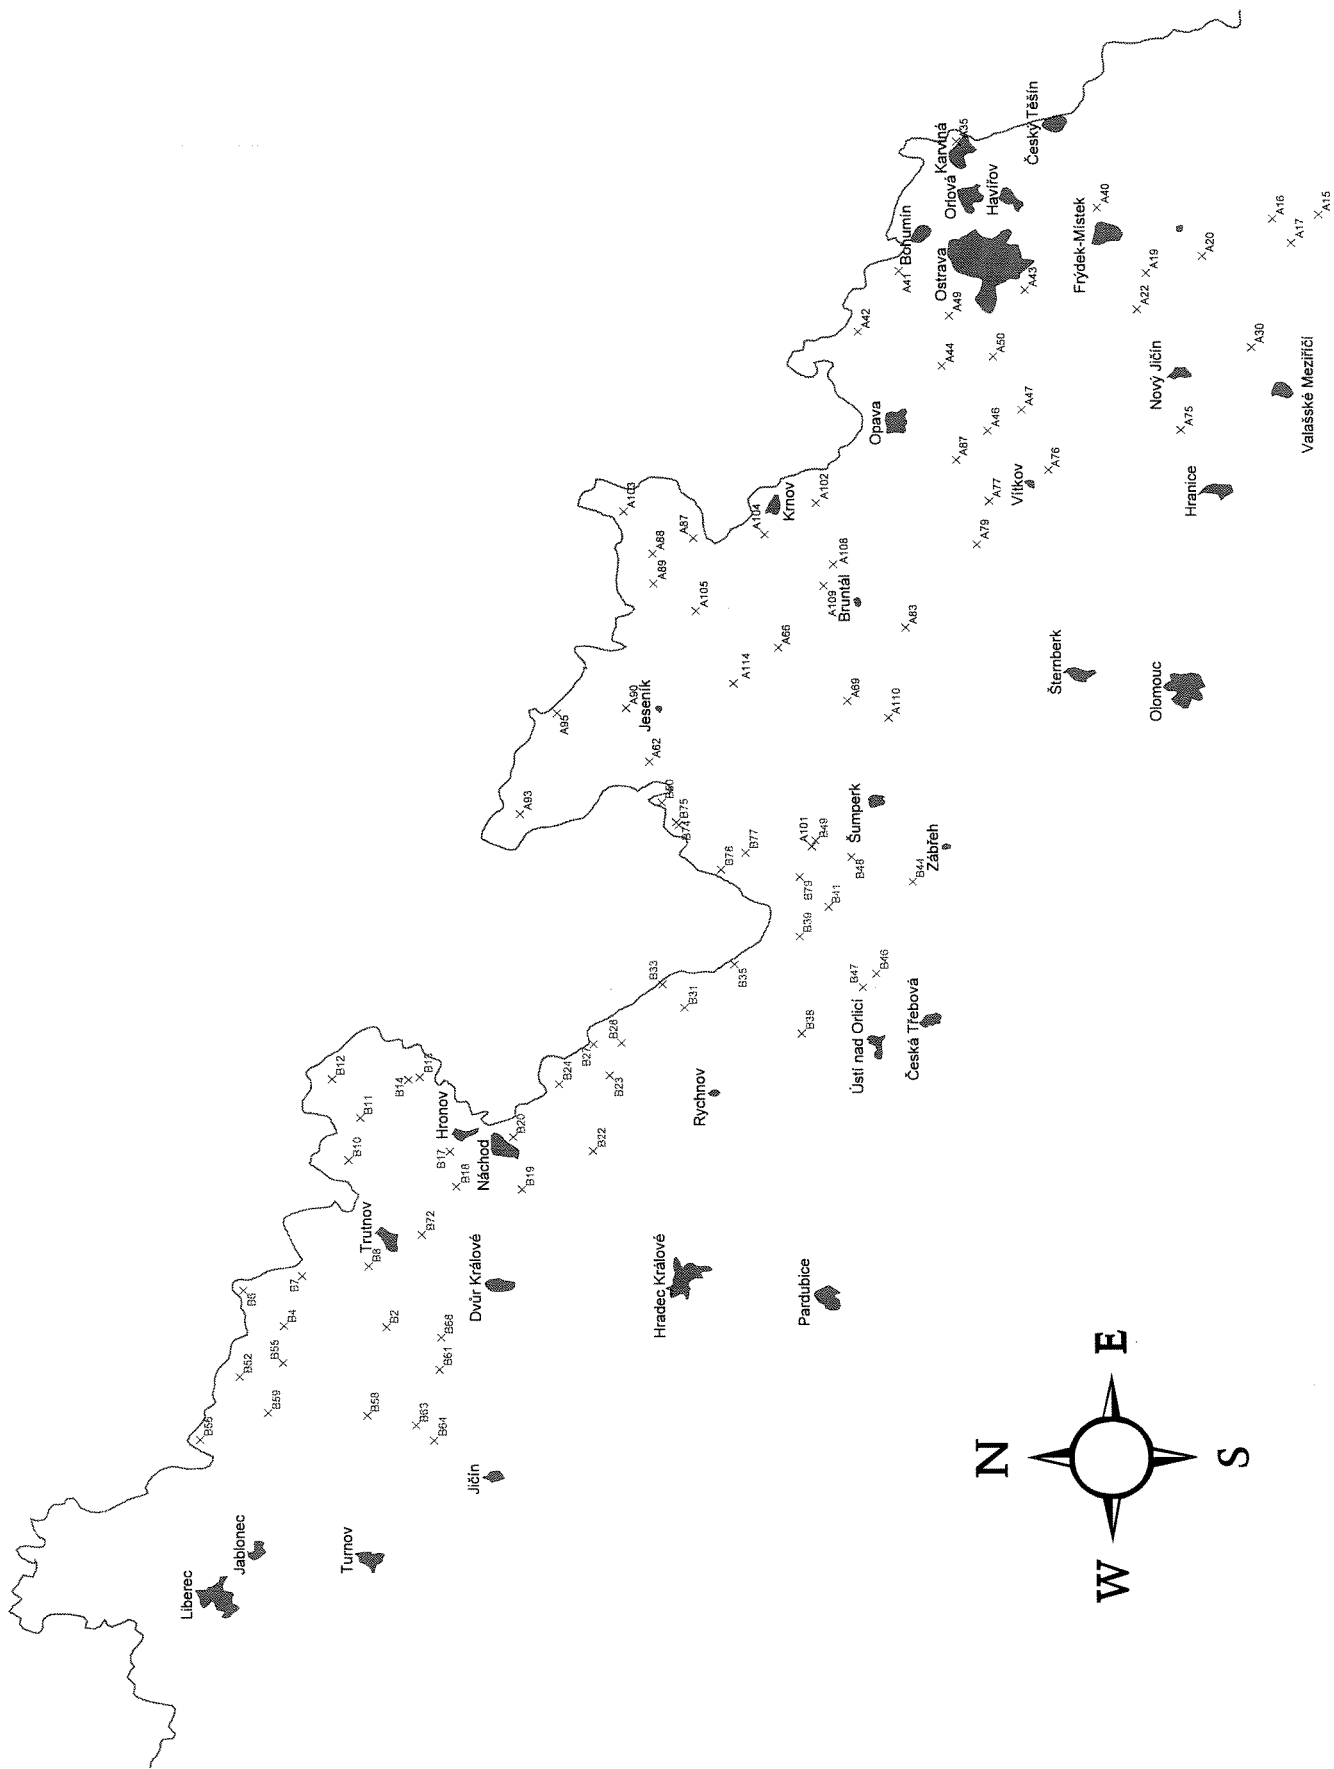 Liberec
Jablonec
Turnov
Jičín
B56
B59
B52
B55
B4
B6
B7
B58
B63
B64
B61
B68
B2
B8
Trutnov
B72
Dvůr Králové
Hradec Králové
Pardubice
B10
B11
B12
B14
B13
B17
B18
Hronov
Náchod
B20
B19
B22
B24
B27
B23
B28
Rychnov
B33
B31
B35
B38
Ústí nad Orlicí
Česká Třebová
B47
B46
B39
B41
B79
B76
B77
B74
B75
B80
A101
B49
B48
Šumperk
B44
Zábřeh
A93
A95
A62
A90
Jeseník
A114
A66
A69
A110
A105
A89
A88
A87
A103
A104
Krnov
A102
A109
A108
Bruntál
A83
Šternberk
Olomouc
A79
A77
Vítkov
A76
A87
A46
A47
Opava
Hranice
A75
Nový Jičín
Valašské Meziříčí
A30
A42
A41
A44
A49
A50
A43
Bohumín
Ostrava
Orlová
Havířov
Karviná
A35
Český Těšín
Frýdek-Místek
A40
A22
A19
A20
A16
A17
A15
N
W
E
S